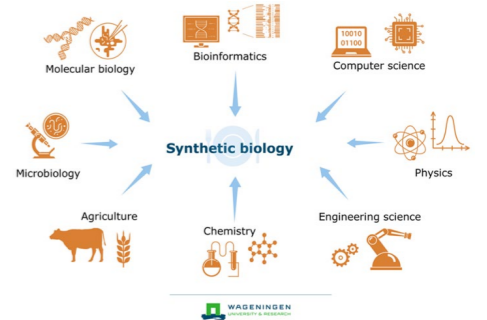 Molecular biology
Bioinformatics
10010
01100
Computer science
Synthetic biology
Microbiology
Physics
Agriculture
Chemistry
Engineering science
WAGENINGEN
UNIVERSITY & RESEARCH